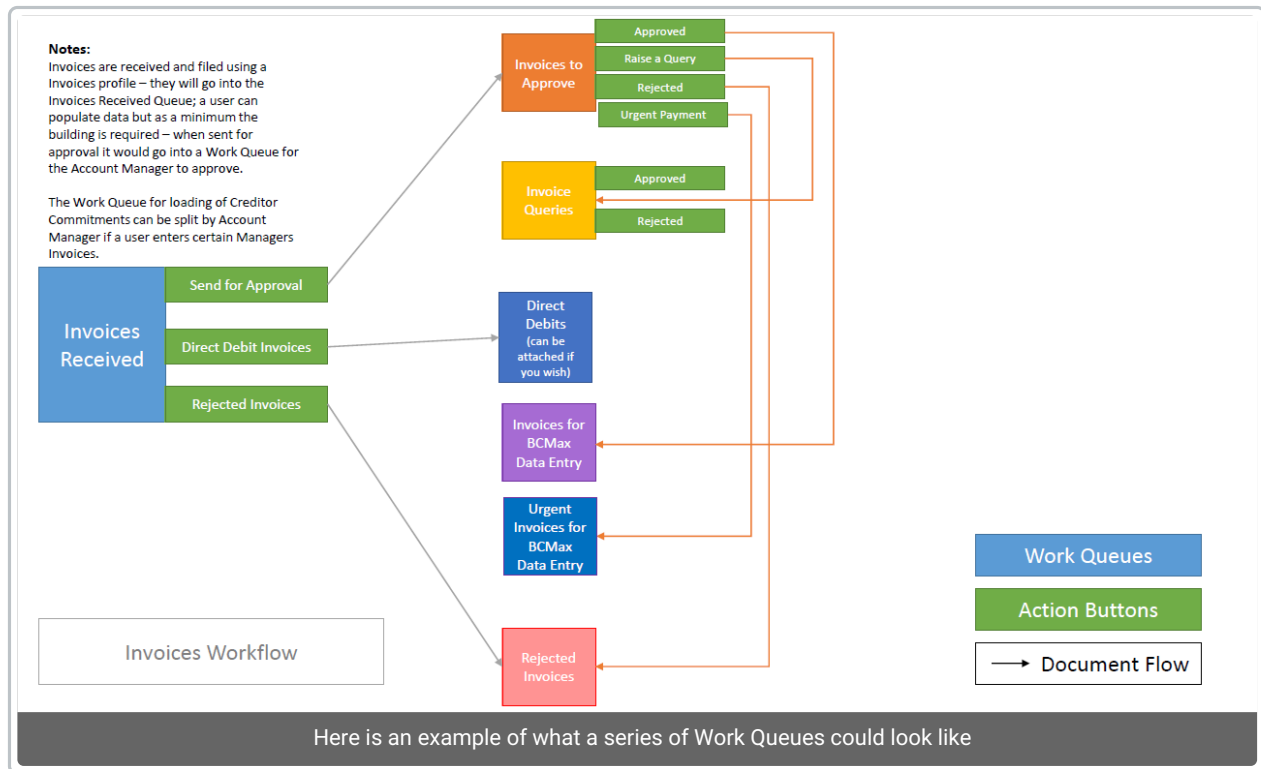 Notes:
Invoices are received and filed using a
Invoices profile – they will go into the
Invoices Received Queue; a user can
populate data but as a minimum the
building is required – when sent for
approval it would go into a Work Queue for
the Account Manager to approve.
The Work Queue for loading of Creditor
Commitments can be split by Account
Manager if a user enters certain Managers
Invoices.
Invoices
Received
Send for Approval
Direct Debit Invoices
Rejected Invoices
Invoices to
Approve
Approved
Raise a Query
Rejected
Urgent Payment
Invoice
Queries
Approved
Rejected
Direct
Debits
(can be
attached if
you wish)
Invoices for
BCMax
Data Entry
Urgent
Invoices for
BCMax
Data Entry
Rejected
Invoices
Invoices Workflow
Work Queues
Action Buttons
Document Flow
Here is an example of what a series of Work Queues could look like